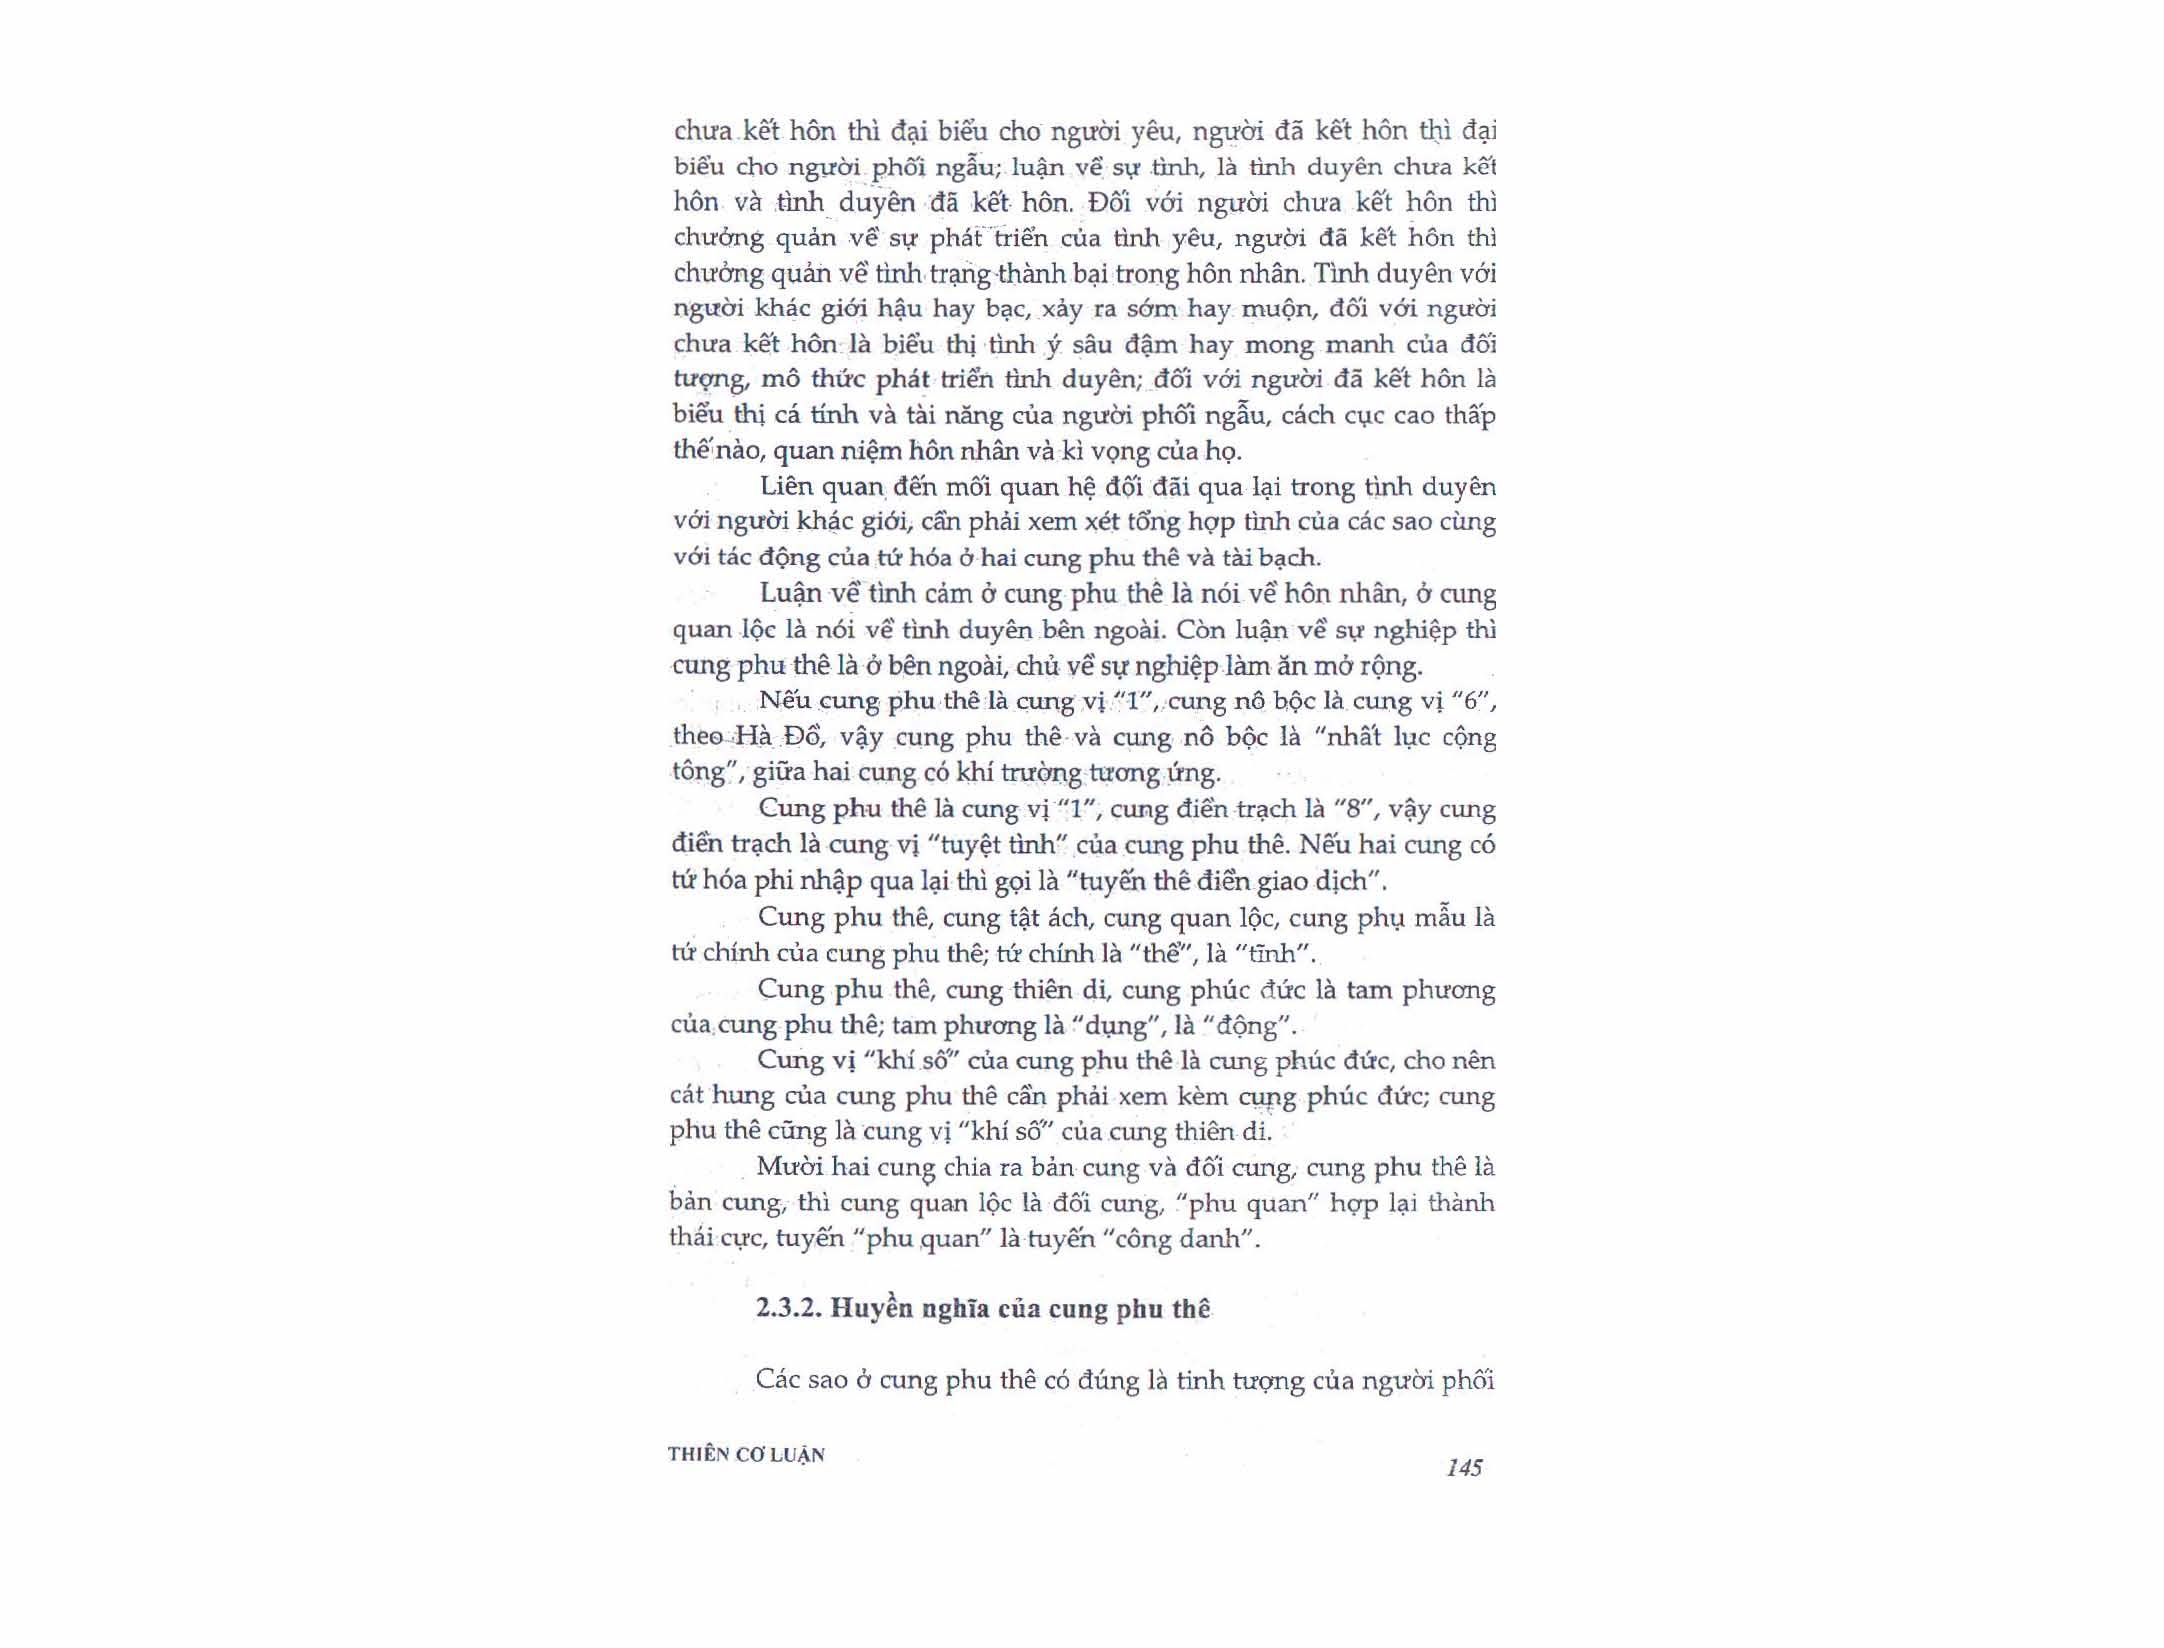 chưa kết hôn thì đại biểu cho người yêu, người đã kết hôn thì đại
biểu cho người phối ngẫu; luận về sự tình, là tình duyên chưa kết
hôn và tình duyên đã kết hôn. Đối với người chưa kết hôn thì
chưởng quản về sự phát triển của tình yêu, người đã kết hôn thì
chưởng quản về tình trạng thành bại trong hôn nhân. Tình duyên với
người khác giới hậu hay bạc, xảy ra sớm hay muộn, đối với người
chưa kết hôn là biểu thị tình ý sâu đậm hay mong manh của đối
tượng, mô thức phát triển tình duyên; đối với người đã kết hôn là
biểu thị cá tính và tài năng của người phối ngẫu, cách cục cao thấp
thế nào, quan niệm hôn nhân và kì vọng của họ.
Liên quan đến mối quan hệ đối đãi qua lại trong tình duyên
với người khác giới, cần phải xem xét tổng hợp tình của các sao cùng
với tác động của tứ hóa ở hai cung phu thê và tài bạch.
Luận về tình cảm ở cung phu thê là nói về hôn nhân, ở cung
quan lộc là nói về tình duyên bên ngoài. Còn luận về sự nghiệp thì
cung phu thê là ở bên ngoài, chủ về sự nghiệp làm ăn mở rộng.
Nếu cung phu thê là cung vị "1", cung nô bộc là cung vị "6",
theo Hà Đồ, vậy cung phu thê và cung nô bộc là "nhất lục cộng
tông", giữa hai cung có khí trường tương ứng.
Cung phu thê là cung vị "1", cung điền trạch là "8", vậy cung
điền trạch là cung vị "tuyệt tình" của cung phu thê. Nếu hai cung có
tứ hóa phi nhập qua lại thì gọi là "tuyến thê điền giao dịch".
Cung phu thê, cung tật ách, cung quan lộc, cung phụ mẫu là
tứ chính của cung phu thê; tứ chính là "thể", là "tĩnh".
Cung phu thê, cung thiên di, cung phúc đức là tam phương
của cung phu thê; tam phương là "dụng", là "động".
Cung vị "khí số" của cung phu thê là cung phúc đức, cho nên
cát hung của cung phu thê cần phải xem kèm cung phúc đức; cung
phu thê cũng là cung vị "khí số" của cung thiên di.
Mười hai cung chia ra bản cung và đối cung, cung phu thê là
bản cung, thì cung quan lộc là đối cung, "phu quan" hợp lại thành
thái cực, tuyến "phu quan" là tuyến "công danh".
2.3.2. Huyền nghĩa của cung phu thê
Các sao ở cung phu thê có đúng là tinh tượng của người phối
THIÊN CƠ LUẬN
145